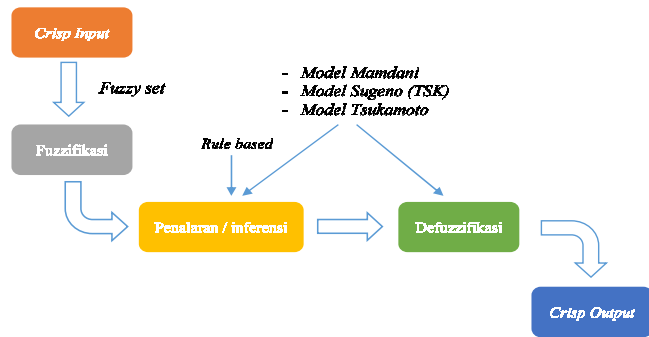 Crisp Input
Fuzzy set
- Model Mamdani
- Model Sugeno (TSK)
- Model Tsukamoto
Fuzzifikasi
Rule based
Penalaran / inferensi
Defuzzifikasi
Crisp Output